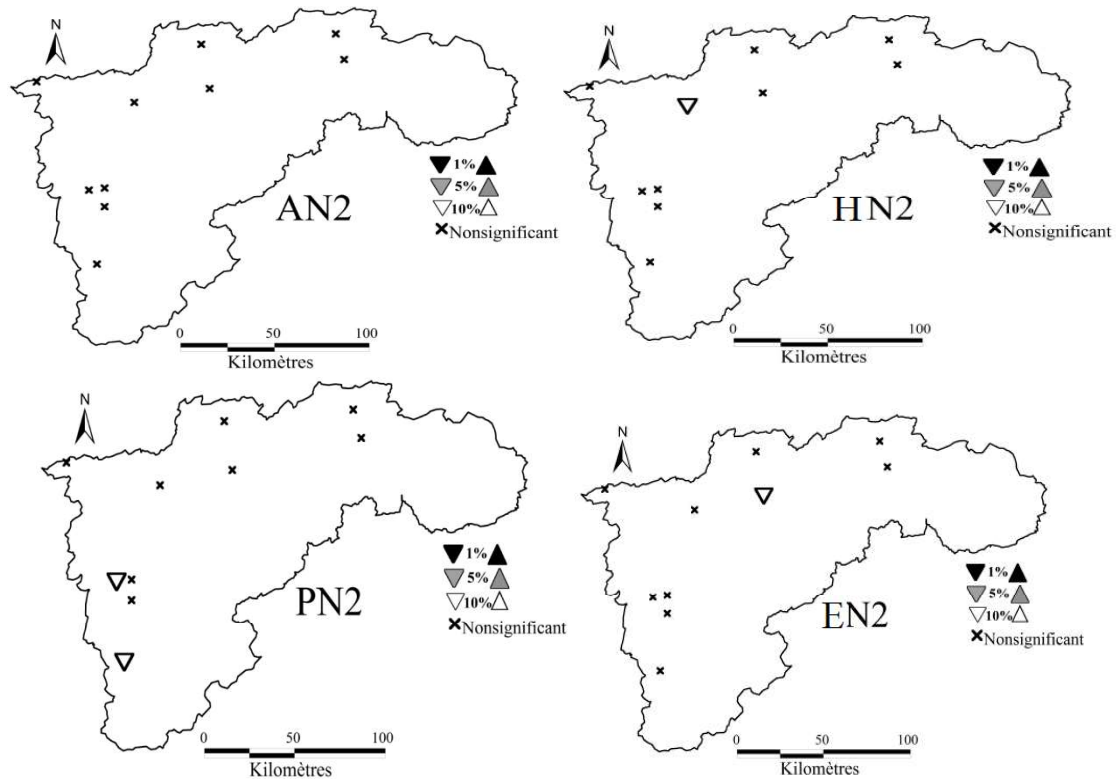 N
1%
5%
10%
Nonsignificant
AN2
0 50 100
Kilomètres
N
1%
5%
10%
Nonsignificant
HN2
0 50 100
Kilomètres
N
1%
5%
10%
Nonsignificant
PN2
0 50 100
Kilomètres
N
1%
5%
10%
Nonsignificant
EN2
0 50 100
Kilomètres